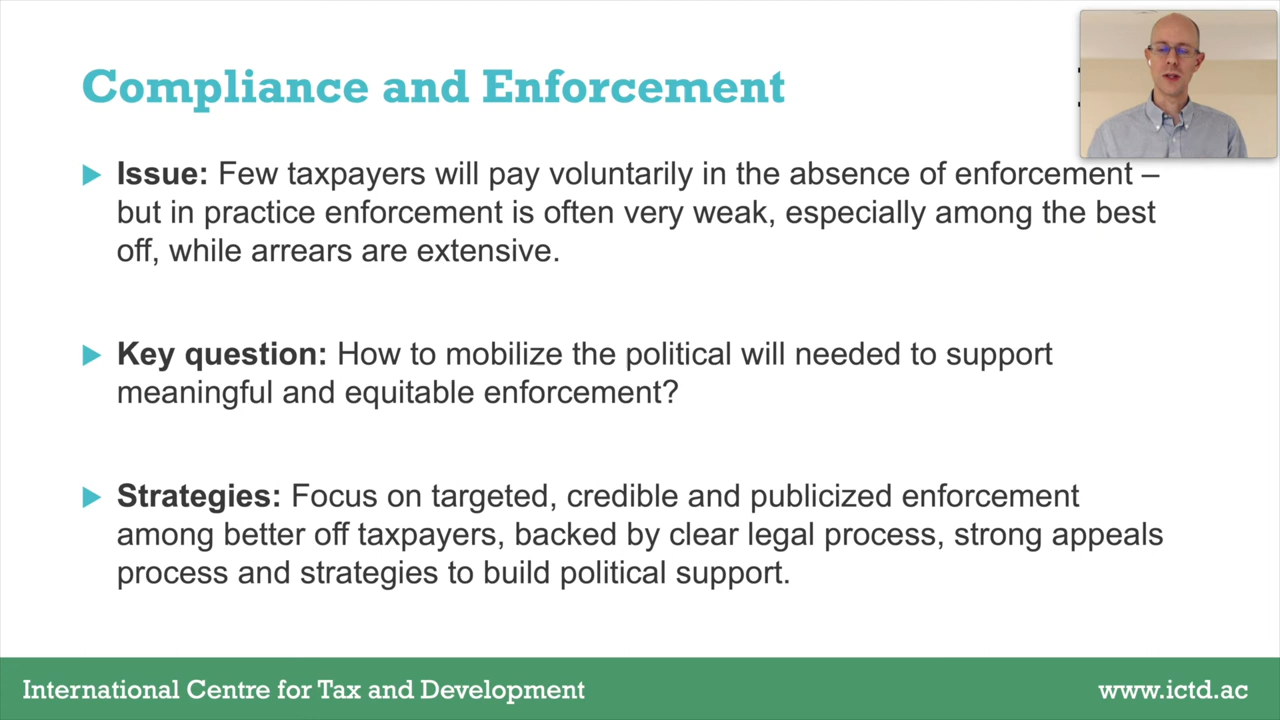 Compliance and Enforcement
Issue: Few taxpayers will pay voluntarily in the absence of enforcement –
but in practice enforcement is often very weak, especially among the best
off, while arrears are extensive.
Key question: How to mobilize the political will needed to support
meaningful and equitable enforcement?
Strategies: Focus on targeted, credible and publicized enforcement
among better off taxpayers, backed by clear legal process, strong appeals
process and strategies to build political support.
International Centre for Tax and Development
www.ictd.ac